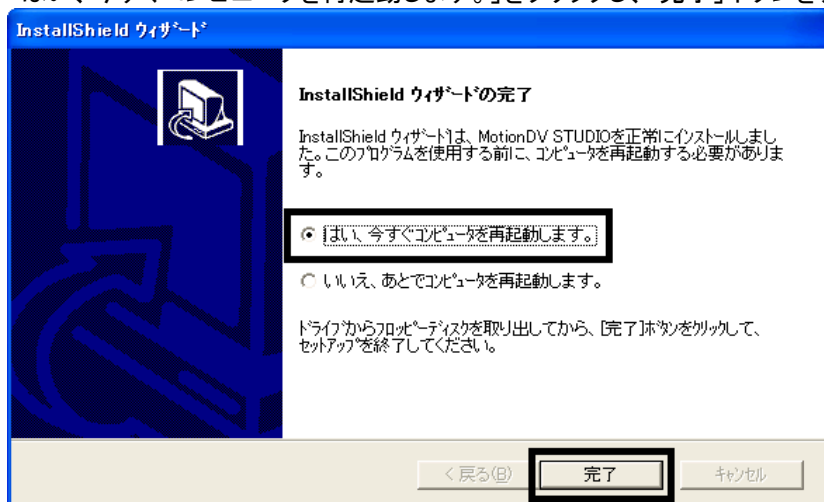 InstallShield ウィザード
InstallShield ウィザードの完了
InstallShield ウィザードは、MotionDV STUDIOを正常にインストールしまし
た。このプログラムを使用する前に、コンピュータを再起動する必要がありま
す。
はい、今すぐコンピュータを再起動します。
いいえ、あとでコンピュータを再起動します。
ドライブからフロッピーディスクを取り出してから、[完了]ボタンをクリックして、
セットアップを終了してください。
< 戻る(B)
完了
キャンセル